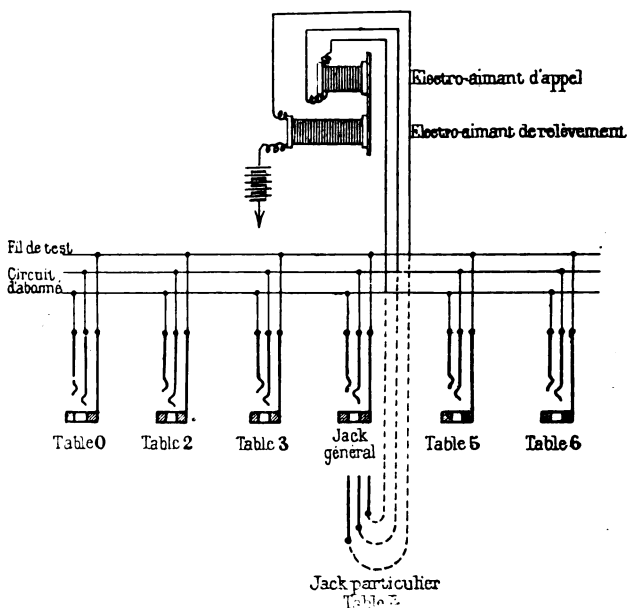 Electro-aimant d'appel
Electro-aimant de relèvement
Fil de test
Circuit
d'abonné
Table 0
Table 2
Table 3
Jack
général
Table 5
Table 6
Jack particulier
Table